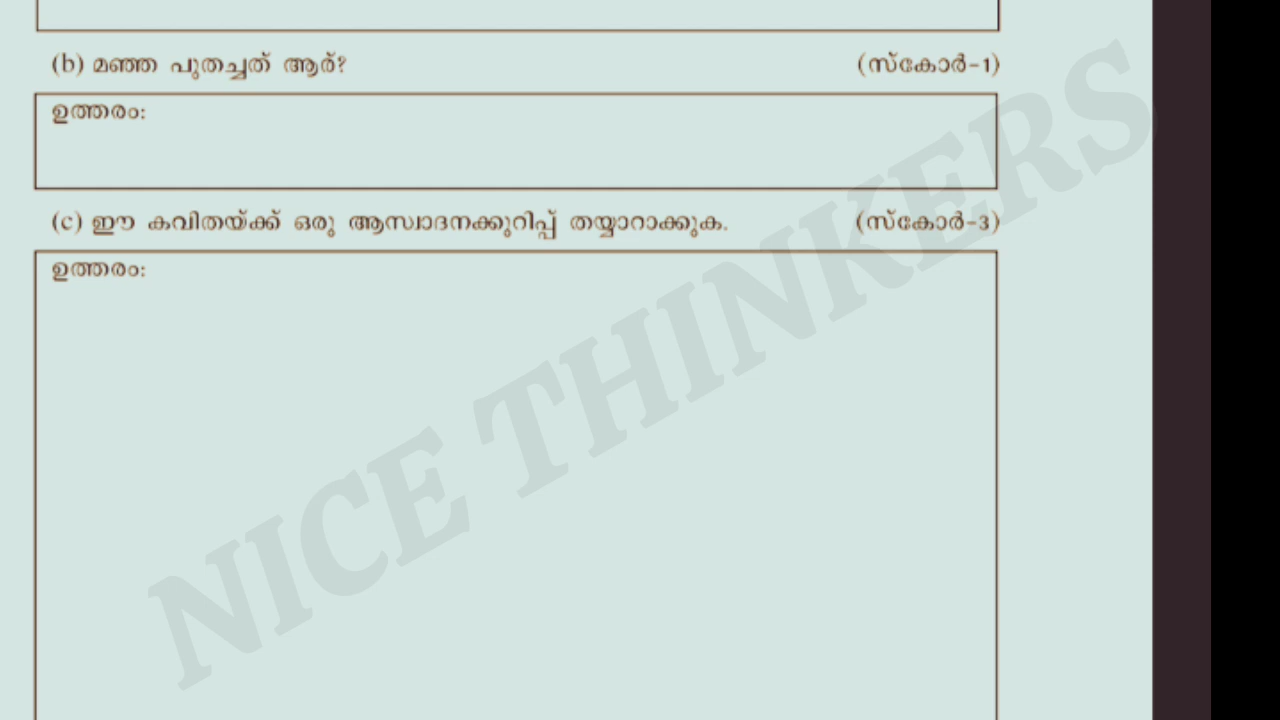 (b) മഞ്ഞ പുതച്ചത് ആര്? (സ്കോർ-1)
ഉത്തരം:
(c) ഈ കവിതയ്ക്ക് ഒരു ആസ്വാദനക്കുറിപ്പ് തയ്യാറാക്കുക. (സ്കോർ-3)
ഉത്തരം:
NICE THINKERS